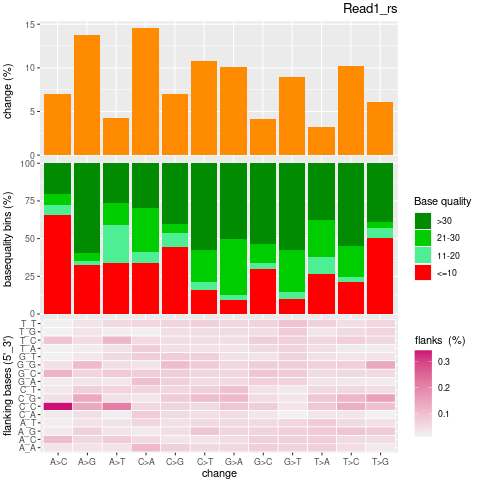 Read1_rs
change (%)
15
10
5
0
basequality bins (%)
100
75
50
25
0
Base quality
>30
21-30
11-20
<=10
flanking bases (5'_3')
T_T
T_G
T_C
T_A
G_T
G_G
G_C
G_A
C_T
C_G
C_C
C_A
A_T
A_G
A_C
A_A
flanks (%)
0.3
0.2
0.1
A>C A>G A>T C>A C>G C>T G>A G>C G>T T>A T>C T>G
change